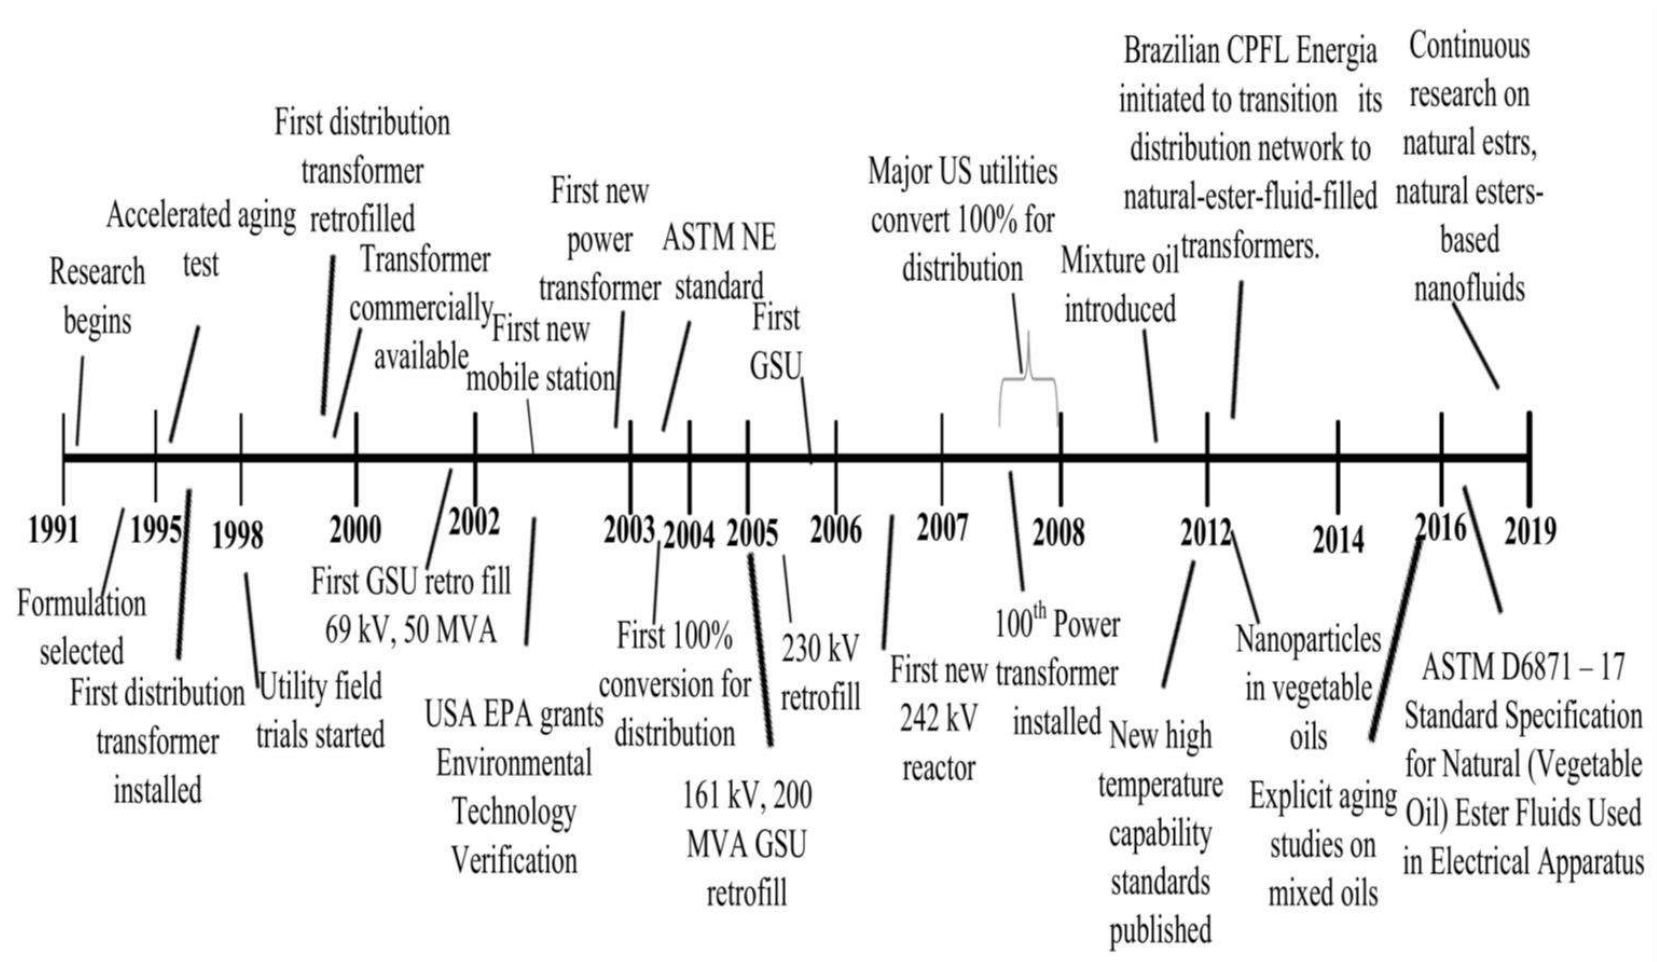 Research
begins
Accelerated aging
test
First distribution
transformer
retrofilled
Transformer
commercially
available
First new
mobile station
First new
power
transformer
ASTM NE
standard
First
GSU
Major US utilities
convert 100% for
distribution
Mixture oil
introduced
Brazilian CPFL Energia
initiated to transition its
distribution network to
natural-ester-fluid-filled
transformers.
Continuous
research on
natural estrs,
natural esters-
based
nanofluids
1991
1995
1998
2000
2002
2003
2004
2005
2006
2007
2008
2012
2014
2016
2019
Formulation
selected
First distribution
transformer
installed
Utility field
trials started
First GSU retro fill
69 kV, 50 MVA
USA EPA grants
Environmental
Technology
Verification
First 100%
conversion for
distribution
161 kV, 200
MVA GSU
retrofill
230 kV
retrofill
First new
242 kV
reactor
100th Power
transformer
installed
New high
temperature
capability
standards
published
Nanoparticles
in vegetable
oils
Explicit aging
studies on
mixed oils
ASTM D6871 – 17
Standard Specification
for Natural (Vegetable
Oil) Ester Fluids Used
in Electrical Apparatus